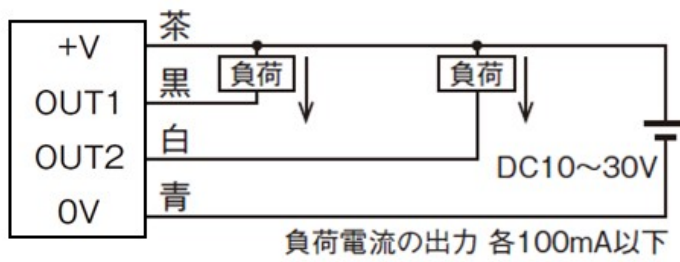 茶
+V
負荷
負荷
黒
OUT1
白
OUT2
DC10～30V
青
0V
負荷電流の出力 各100mA以下